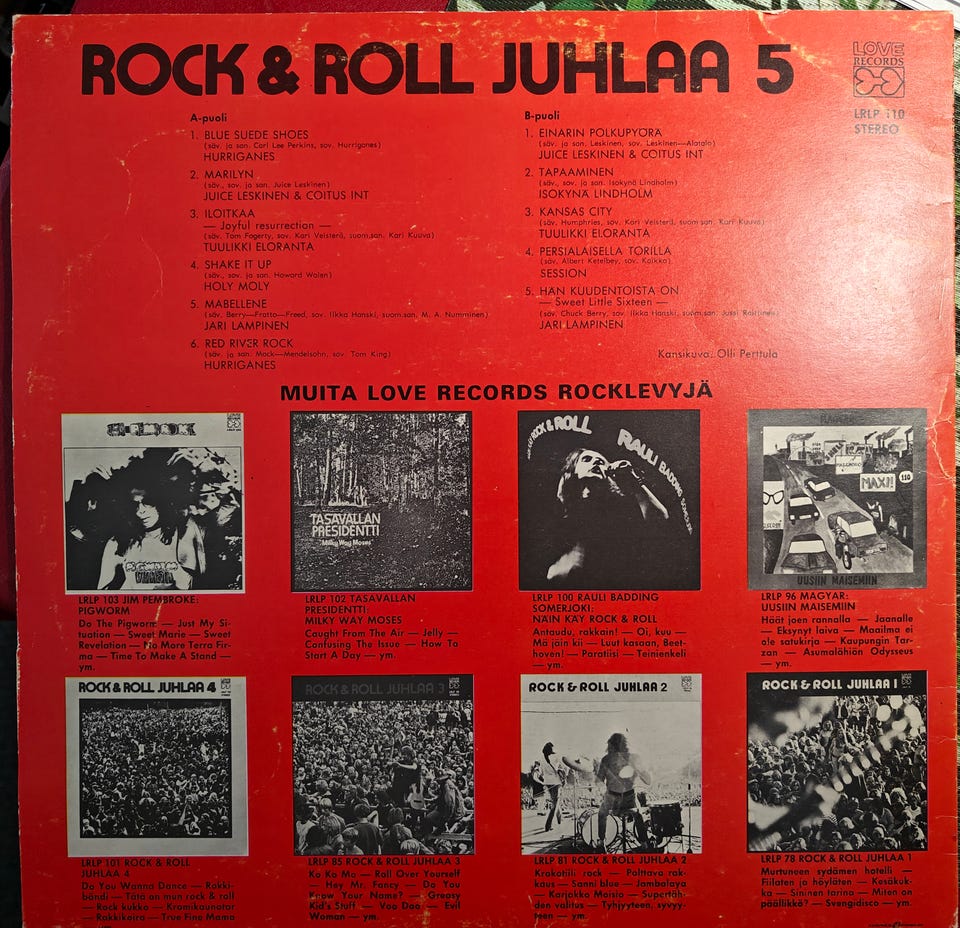 ROCK & ROLL JUHLAA 5
LOVE
RECORDS
LRLP 110
STEREO
A-puoli
1. BLUE SUEDE SHOES
(säv. ja san. Carl Lee Perkins, sov. Hurriganes)
HURRIGANES
2. MARILYN
(säv., sov. ja san. Juice Leskinen)
JUICE LESKINEN & COITUS INT
3. ILOITKAA
— Joyful resurrection —
(säv. Tom Fogerty, sov. Kari Veisterä, suom.san. Kari Kuuva)
TUULIKKI ELORANTA
4. SHAKE IT UP
(säv., sov. ja san. Howard Wolen)
HOLY MOLY
5. MABELLENE
(säv. Berry—Fratto—Freed, sov. Ilkka Hanski, suom.san. M. A. Numminen)
JARI LAMPINEN
6. RED RIVER ROCK
(säv. ja san. Mack—Mendelsohn, sov. Tom King)
HURRIGANES
B-puoli
1. EINARIN POLKUPYÖRÄ
(säv. ja san. Leskinen, sov. Leskinen—Alatalo)
JUICE LESKINEN & COITUS INT
2. TAPAAMINEN
(säv., sov. ja san. Isokynä Lindholm)
ISOKYNÄ LINDHOLM
3. KANSAS CITY
(säv. Humphries, sov. Kari Veisterä, suom.san. Kari Kuuva)
TUULIKKI ELORANTA
4. PERSIALAISELLA TORILLA
(säv. Albert Ketelbey, sov. Kaikka)
SESSION
5. HÄN KUUDENTOISTA ON
— Sweet Little Sixteen —
(säv. Chuck Berry, sov. Ilkka Hanski, suom.san. Jussi Raittinen)
JARI LAMPINEN
Kansikuva. Olli Perttula
MUITA LOVE RECORDS ROCKLEVYJÄ
TASAVALLAN
PRESIDENTTI
"Milky Way Moses"
ROCK & ROLL
RAULI BADDING
MAXI!
110
UUSIIN MAISEMIIN
LRLP 103 JIM PEMBROKE:
PIGWORM
Do The Pigworm — Just My Si-
tuation — Sweet Marie — Sweet
Revelation — No More Terra Fir-
ma — Time To Make A Stand —
ym.
LRLP 102 TASAVALLAN
PRESIDENTTI:
MILKY WAY MOSES
Caught From The Air — Jelly —
Confusing The Issue — How To
Start A Day — ym.
LRLP 100 RAULI BADDING
SOMERJOKI:
NÄIN KÄY ROCK & ROLL
Antaudu, rakkain! — Oi, kuu —
Mä jäin kii — Luut kasaan, Beet-
hoven! — Paratiisi — Teinienkeli
— ym.
LRLP 96 MAGYAR:
UUSIIN MAISEMIIN
Häät joen rannalla — Jaanalle
— Eksynyt laiva — Maailma ei
ole satukirja — Kaupungin Tar-
zan — Asumalähiön Odysseus
— ym.
ROCK & ROLL JUHLAA 4
ROCK & ROLL JUHLAA 3
ROCK & ROLL JUHLAA 2
ROCK & ROLL JUHLAA 1
LRLP 101 ROCK & ROLL
JUHLAA 4
Do You Wanna Dance — Rokki-
bändi — Tätä on mun rock & roll
— Rock kukko — Kraniskaunotar
— Rokkikoira — True Fine Mama
LRLP 85 ROCK & ROLL JUHLAA 3
Ko Ko Mo — Roll Over Yourself
— Hey Mr. Fancy — Do You
Know Your Name? — Greasy
Kid's Stuff — Voo Doo — Evil
Woman — ym.
LRLP 81 ROCK & ROLL JUHLAA 2
Krokotiili rock — Polttava rak-
kaus — Sanni blue — Jambalaya
— Karjakko Maisia — Supertäh-
den valitus — Tyhjyyteen, syvyy-
teen — ym.
LRLP 78 ROCK & ROLL JUHLAA 1
Murtuneen sydämen hotelli —
Fiilaten ja höyläten — Kesäkok-
ka — Sininen tarina — Miten on
päällikkö? — Svengidisco — ym.